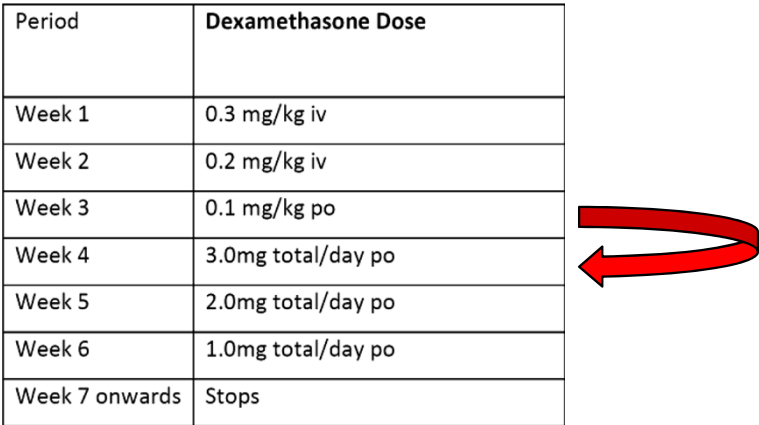 Period Dexamethasone Dose
Week 1 0.3 mg/kg iv
Week 2 0.2 mg/kg iv
Week 3 0.1 mg/kg po
Week 4 3.0mg total/day po
Week 5 2.0mg total/day po
Week 6 1.0mg total/day po
Week 7 onwards Stops